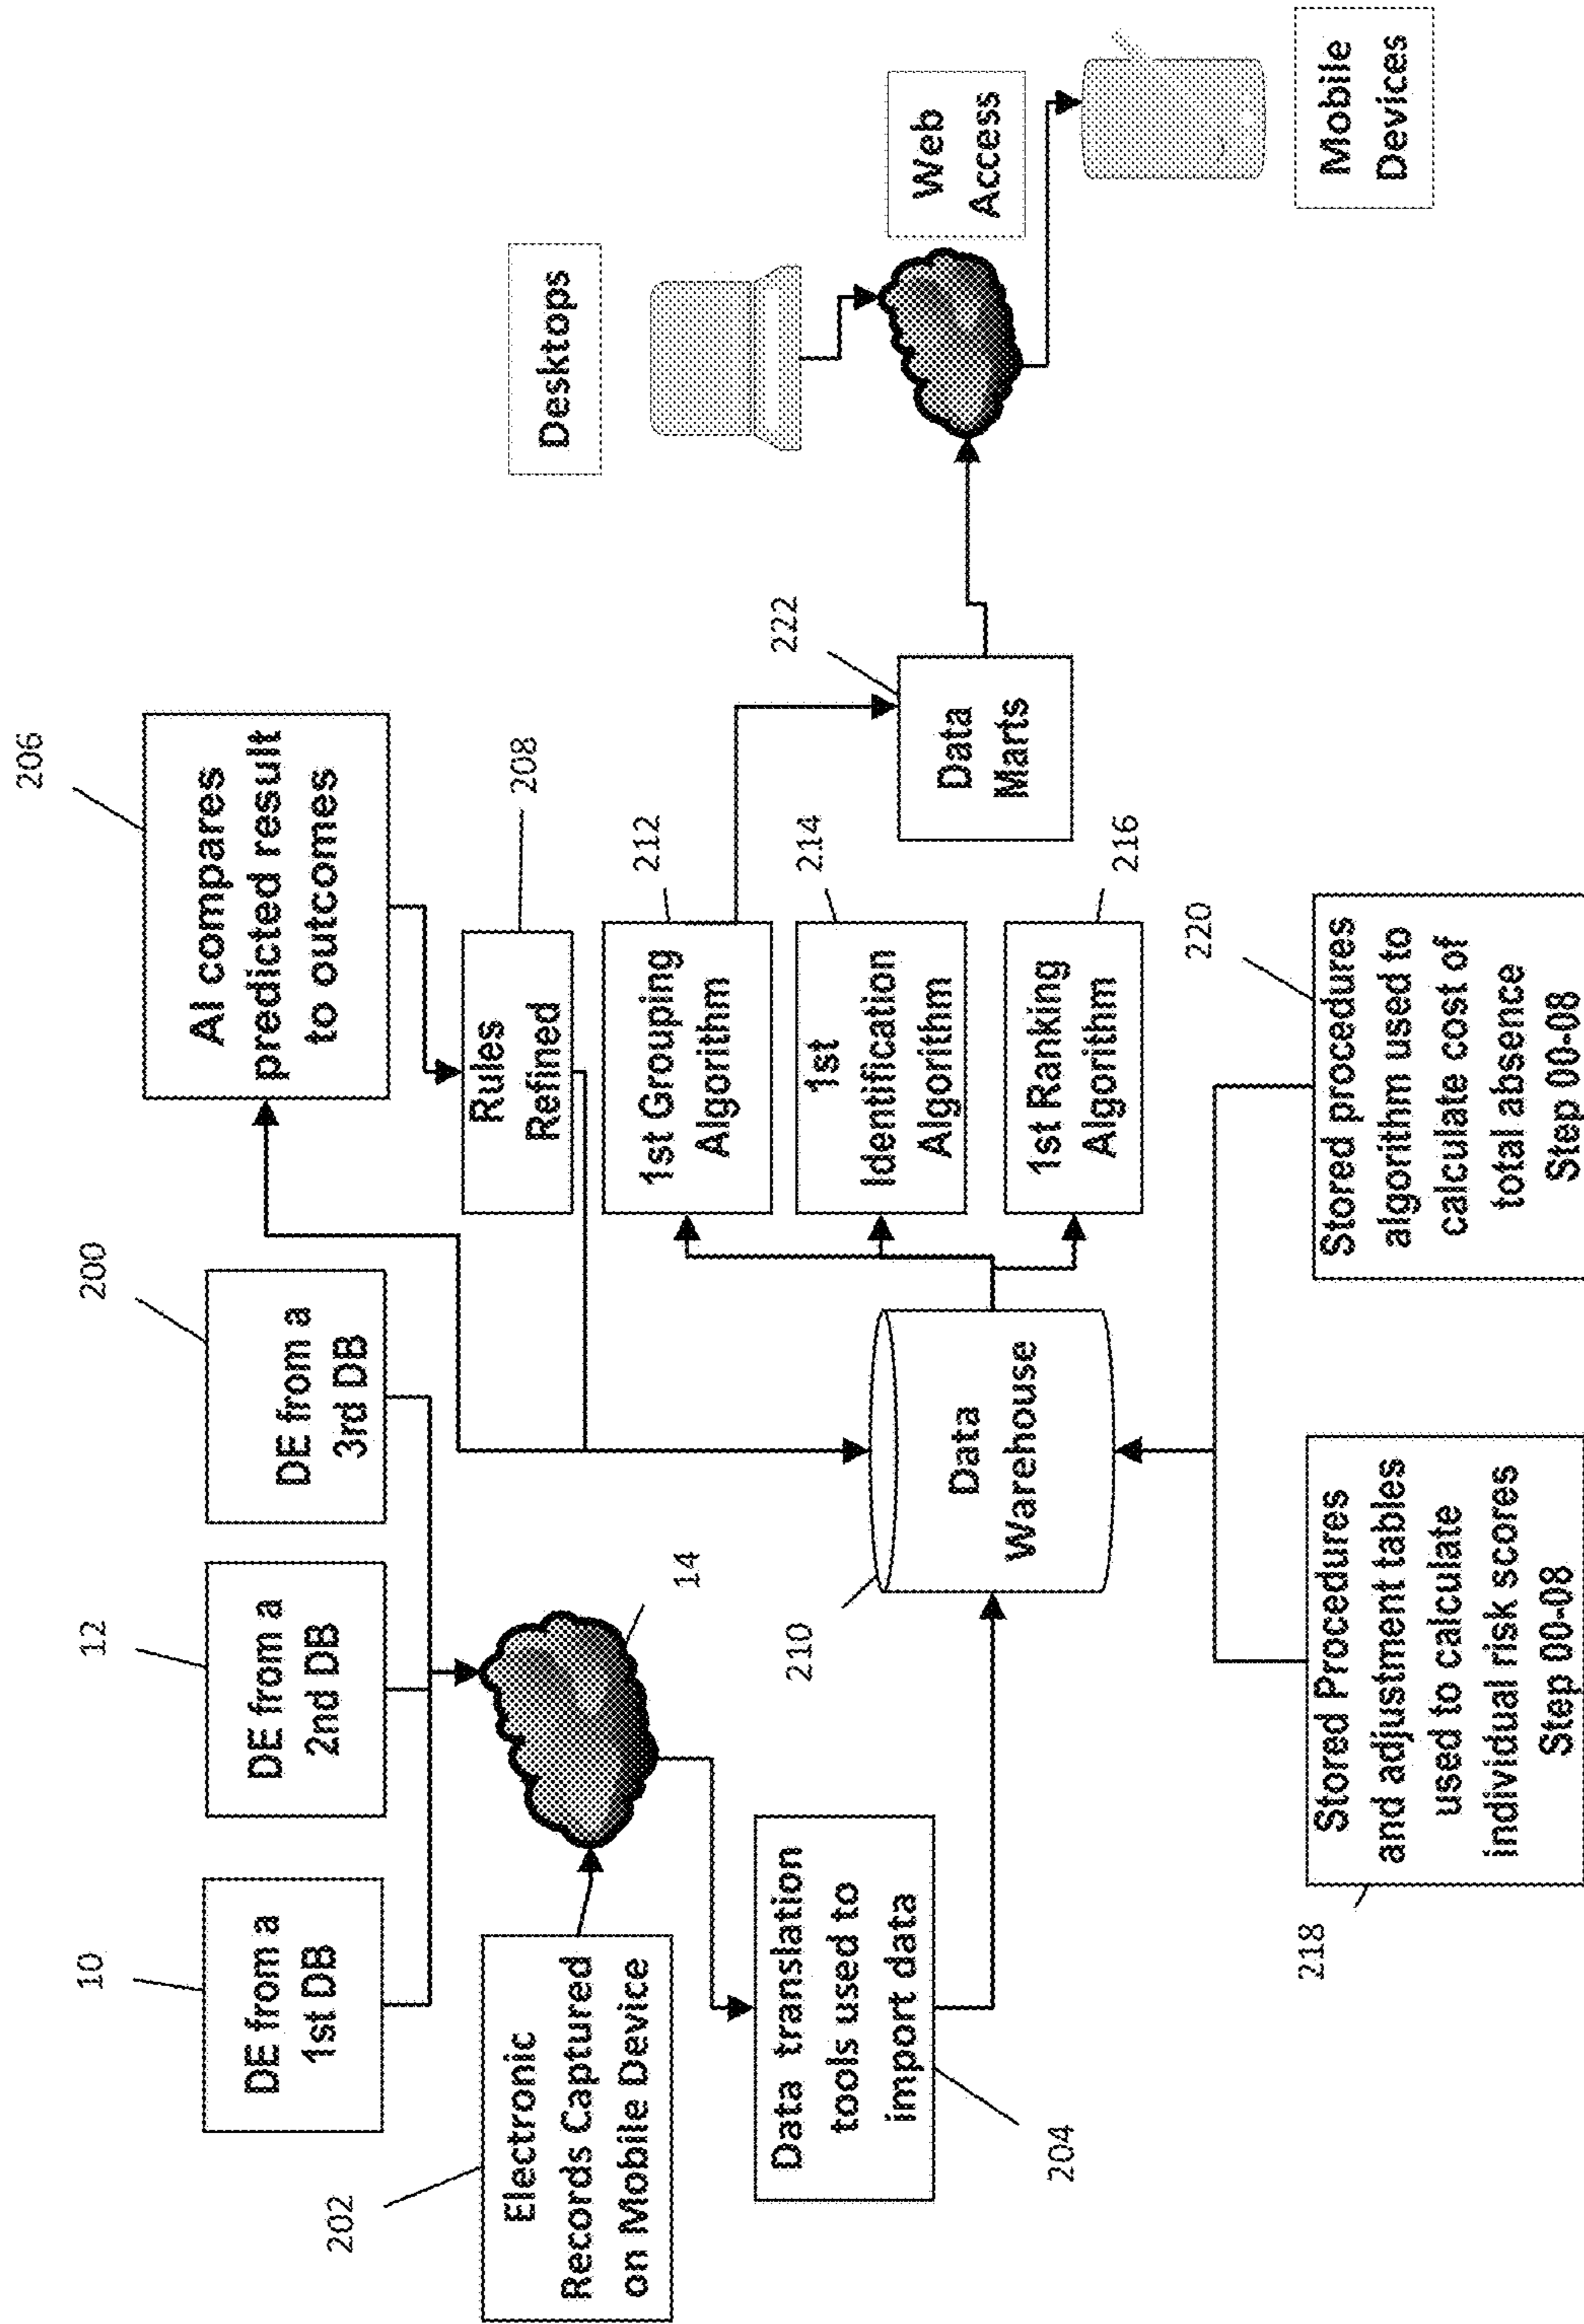 10
DE from a
1st DB
12
DE from a
2nd DB
200
DE from a
3rd DB
206
AI compares
predicted result
to outcomes
202
Electronic
Records Captured
on Mobile Device
14
Rules
Refined
208
Desktops
204
Data translation
tools used to
import data
210
Data
Warehouse
1st Grouping
Algorithm
212
1st
Identification
Algorithm
214
1st Ranking
Algorithm
216
222
Data
Marts
Web
Access
Mobile
Devices
218
Stored Procedures
and adjustment tables
used to calculate
individual risk scores
Step 00-08
220
Stored procedures
algorithm used to
calculate cost of
total absence
Step 00-08